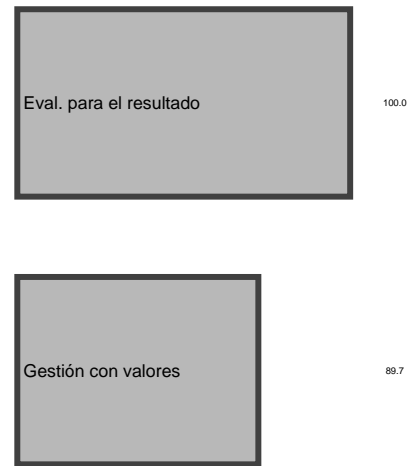 Eval. para el resultado 100.0
Gestión con valores 89.7